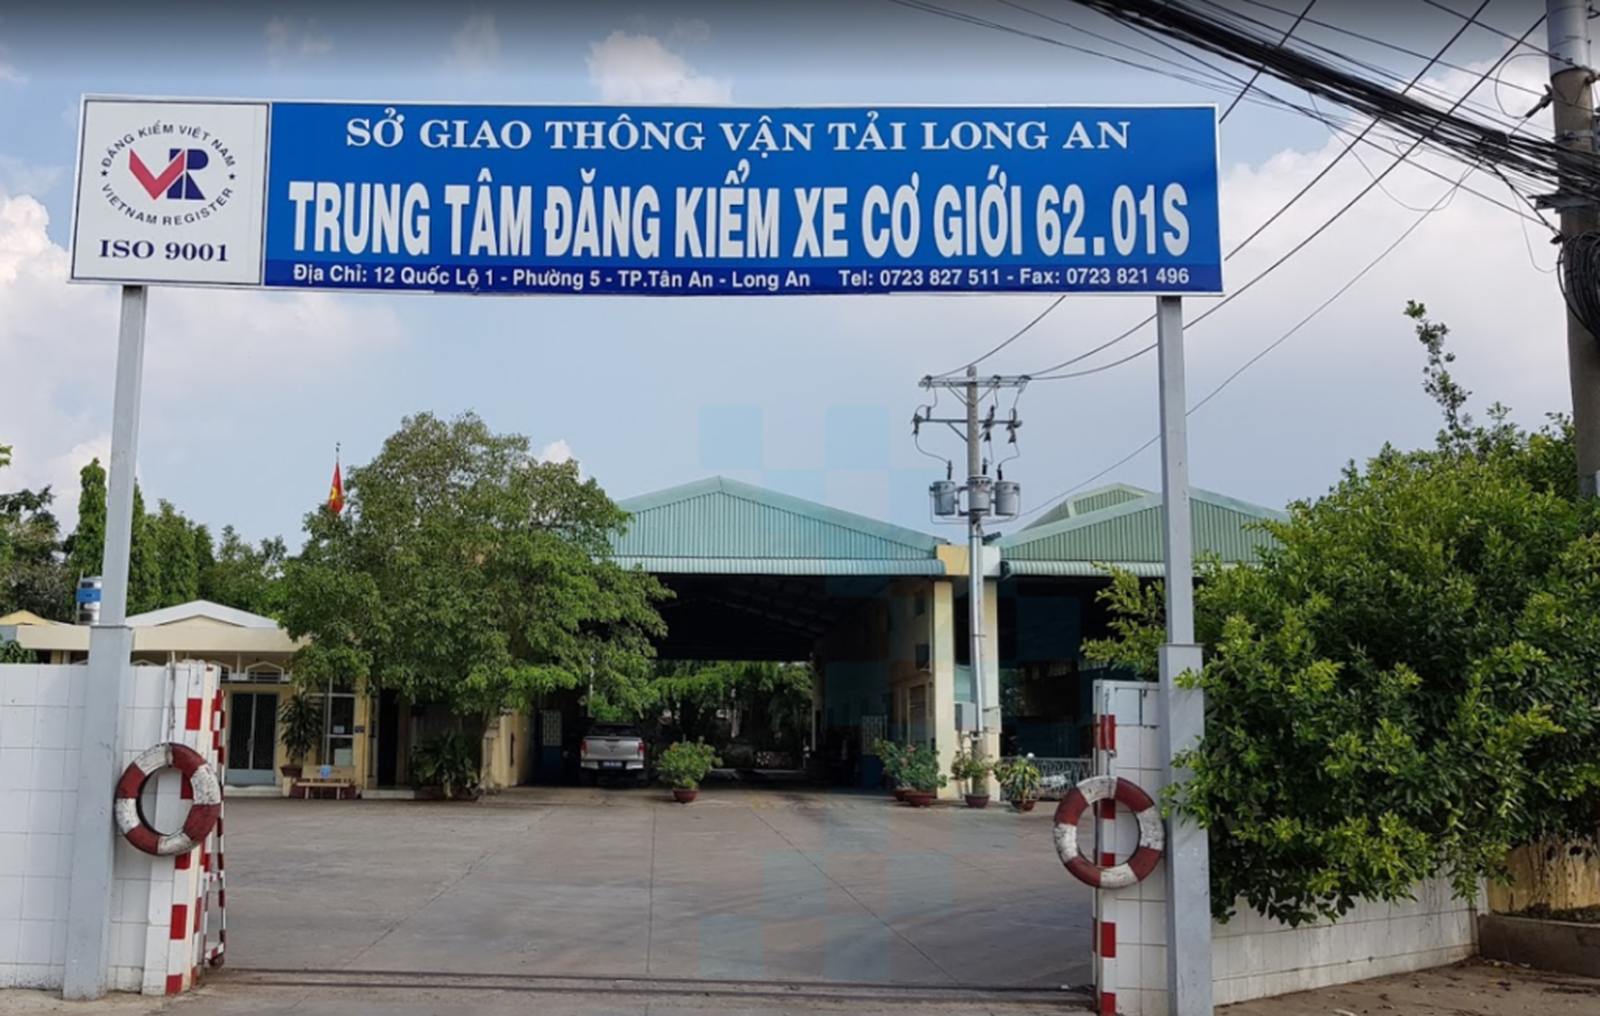 ĐĂNG KIỂM VIỆT NAM
VR
VIETNAM REGISTER
ISO 9001
SỞ GIAO THÔNG VẬN TẢI LONG AN
TRUNG TÂM ĐĂNG KIỂM XE CƠ GIỚI 62.01S
Địa Chỉ: 12 Quốc Lộ 1 - Phường 5 - TP.Tân An - Long An Tel: 0723 827 511 - Fax: 0723 821 496